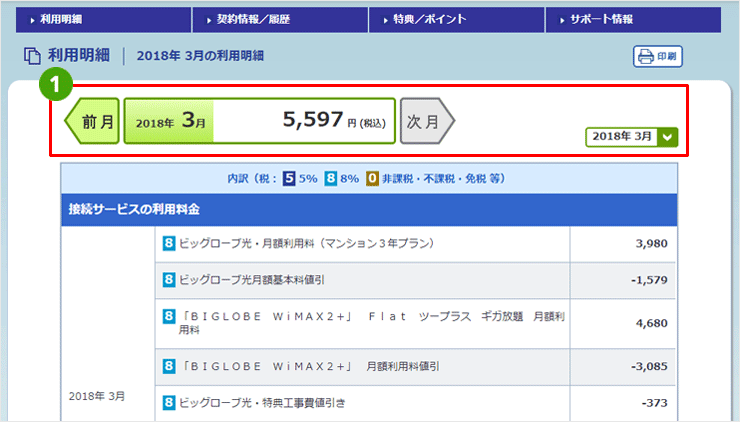 利用明細
契約情報／履歴
特典／ポイント
サポート情報
利用明細 2018年 3月の利用明細
印刷
1
前月 2018年 3月 5,597 円 (税込) 次月
2018年 3月
内訳（税： 5 5% 8 8% 0 非課税・不課税・免税 等）
接続サービスの利用料金
8 ビッグローブ光・月額利用料（マンション３年プラン） 3,980
8 ビッグローブ光月額基本料値引 -1,579
8 「ＢＩＧＬＯＢＥ　ＷｉＭＡＸ２＋」　Ｆｌａｔ　ツープラス　ギガ放題　月額利
用料 4,680
8 「ＢＩＧＬＯＢＥ　ＷｉＭＡＸ２＋」　月額利用料値引 -3,085
2018年 3月
8 ビッグローブ光・特典工事費値引き -373